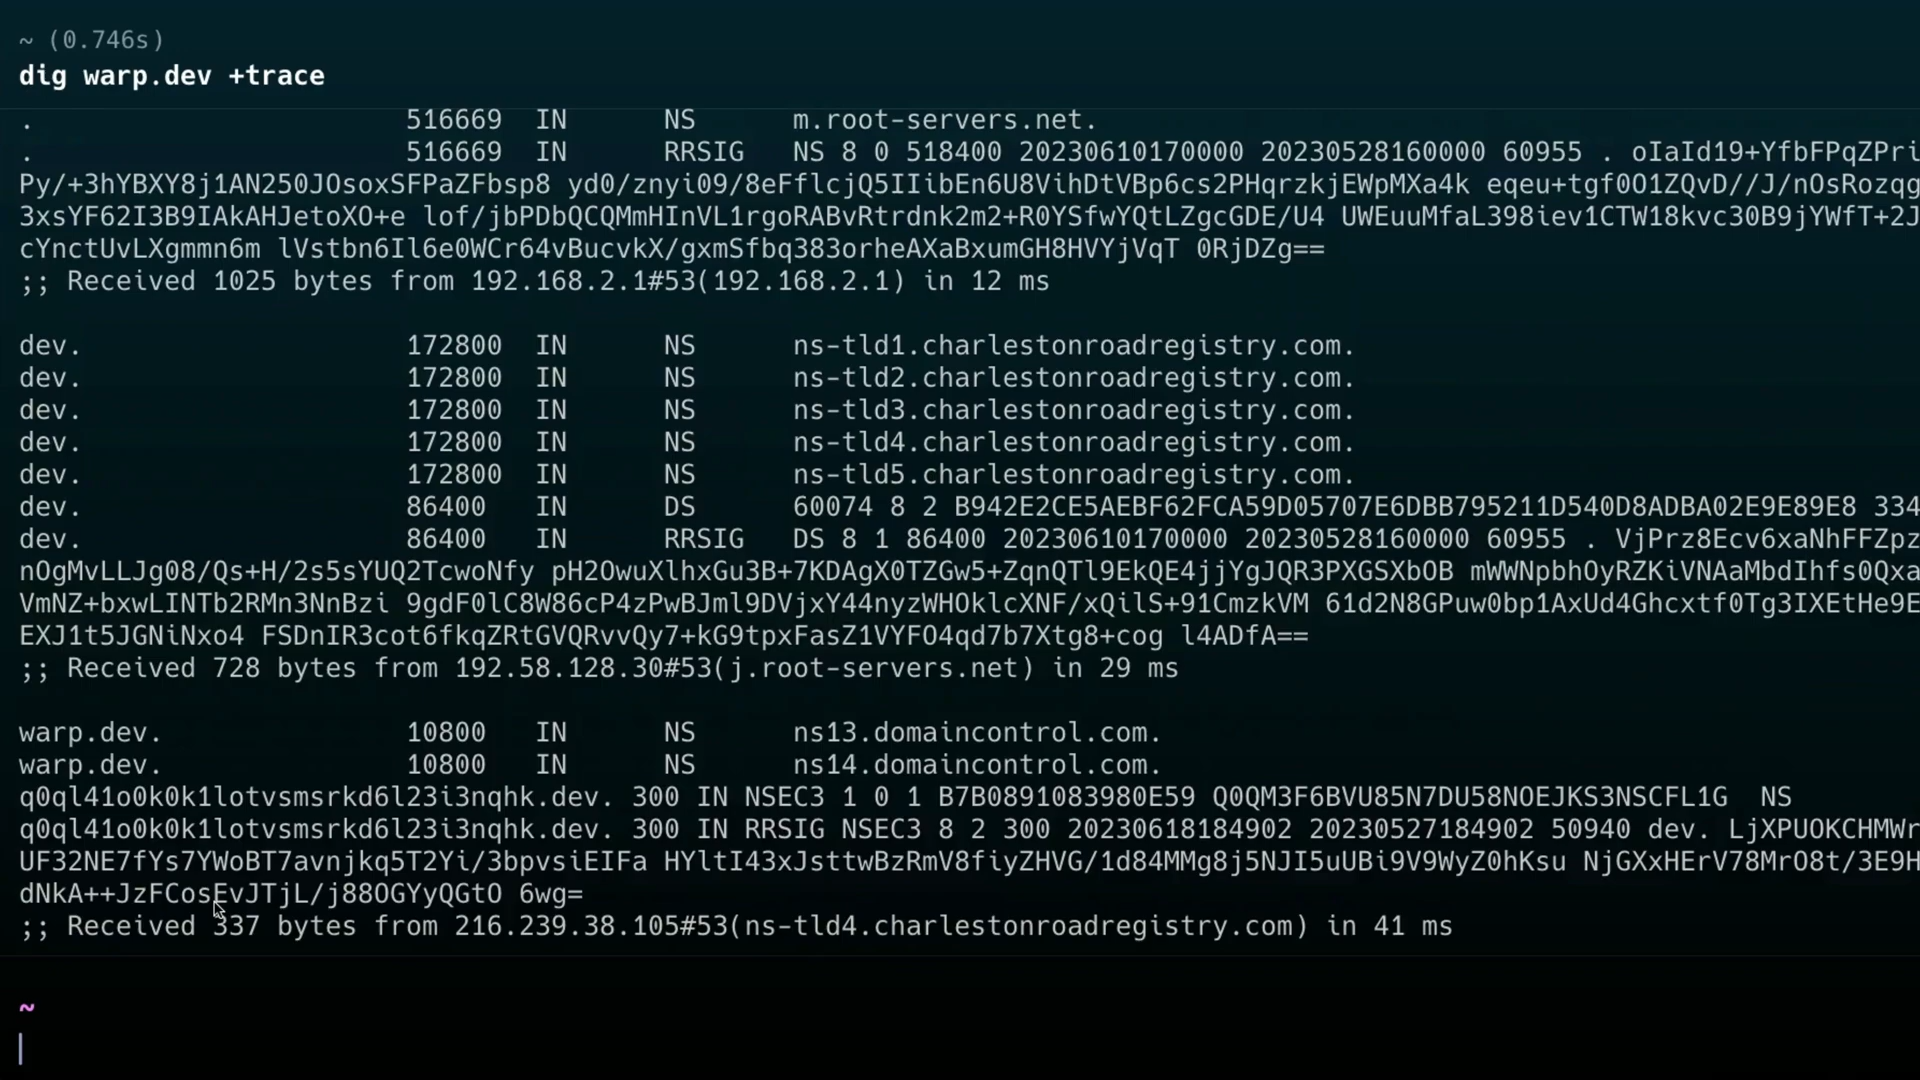 ~ (0.746s)
dig warp.dev +trace
. 516669 IN NS m.root-servers.net.
. 516669 IN RRSIG NS 8 0 518400 20230610170000 20230528160000 60955 . oIaId19+YfbFPqZPri
Py/+3hYBXY8j1AN250JOsoxSFPaZFbsp8 yd0/znyi09/8eFflcjQ5IIibEn6U8VihDtVBp6cs2PHqrzkjEWpMXa4k eqeu+tgf0O1ZQvD//J/nOsRozqg
3xsYF62I3B9IAkAHJetoXO+e lof/jbPDbQCQMmHInVL1rgoRABvRtrdnk2m2+R0YSfwYQtLZgcGDE/U4 UWEuuMfaL398iev1CTW18kvc30B9jYWfT+2J
cYnctUvLXgmmn6m lVstbn6Il6e0WCr64vBucvkX/gxmSfbq383orheAXaBxumGH8HVYjVqT 0RjDZg==
;; Received 1025 bytes from 192.168.2.1#53(192.168.2.1) in 12 ms
dev. 172800 IN NS ns-tld1.charlestonroadregistry.com.
dev. 172800 IN NS ns-tld2.charlestonroadregistry.com.
dev. 172800 IN NS ns-tld3.charlestonroadregistry.com.
dev. 172800 IN NS ns-tld4.charlestonroadregistry.com.
dev. 172800 IN NS ns-tld5.charlestonroadregistry.com.
dev. 86400 IN DS 60074 8 2 B942E2CE5AEBF62FCA59D05707E6DBB795211D540D8ADBA02E9E89E8 334
dev. 86400 IN RRSIG DS 8 1 86400 20230610170000 20230528160000 60955 . VjPrz8Ecv6xaNhFFZpz
nOgMvLLJg08/Qs+H/2s5sYUQ2TcwoNfy pH2OwuXlhxGu3B+7KDAgX0TZGw5+ZqnQTl9EkQE4jjYgJQR3PXGSXbOB mWWNpbhOyRZKiVNAaMbdIhfs0Qxa
VmNZ+bxwLINTb2RMn3NnBzi 9gdF0lC8W86cP4zPwBJml9DVjxY44nyzWHOklcXNF/xQilS+91CmzkVM 61d2N8GPuw0bp1AxUd4Ghcxtf0Tg3IXEtHe9E
EXJ1t5JGNiNxo4 FSDnIR3cot6fkqZRtGVQRvvQy7+kG9tpxFasZ1VYFO4qd7b7Xtg8+cog l4ADfA==
;; Received 728 bytes from 192.58.128.30#53(j.root-servers.net) in 29 ms
warp.dev. 10800 IN NS ns13.domaincontrol.com.
warp.dev. 10800 IN NS ns14.domaincontrol.com.
q0ql41o0k0k1lotvsmsrkd6l23i3nqhk.dev. 300 IN NSEC3 1 0 1 B7B0891083980E59 Q0QM3F6BVU85N7DU58NOEJKS3NSCFL1G NS
q0ql41o0k0k1lotvsmsrkd6l23i3nqhk.dev. 300 IN RRSIG NSEC3 8 2 300 20230618184902 20230527184902 50940 dev. LjXPUOKCHMWr
UF32NE7fYs7YWoBT7avnjkq5T2Yi/3bpvsiEIFa HYltI43xJsttwBzRmV8fiyZHVG/1d84MMg8j5NJI5uUBi9V9WyZ0hKsu NjGXxHErV78MrO8t/3E9H
dNkA++JzFCosEvJTjL/j88OGYyQGtO 6wg=
;; Received 337 bytes from 216.239.38.105#53(ns-tld4.charlestonroadregistry.com) in 41 ms
~